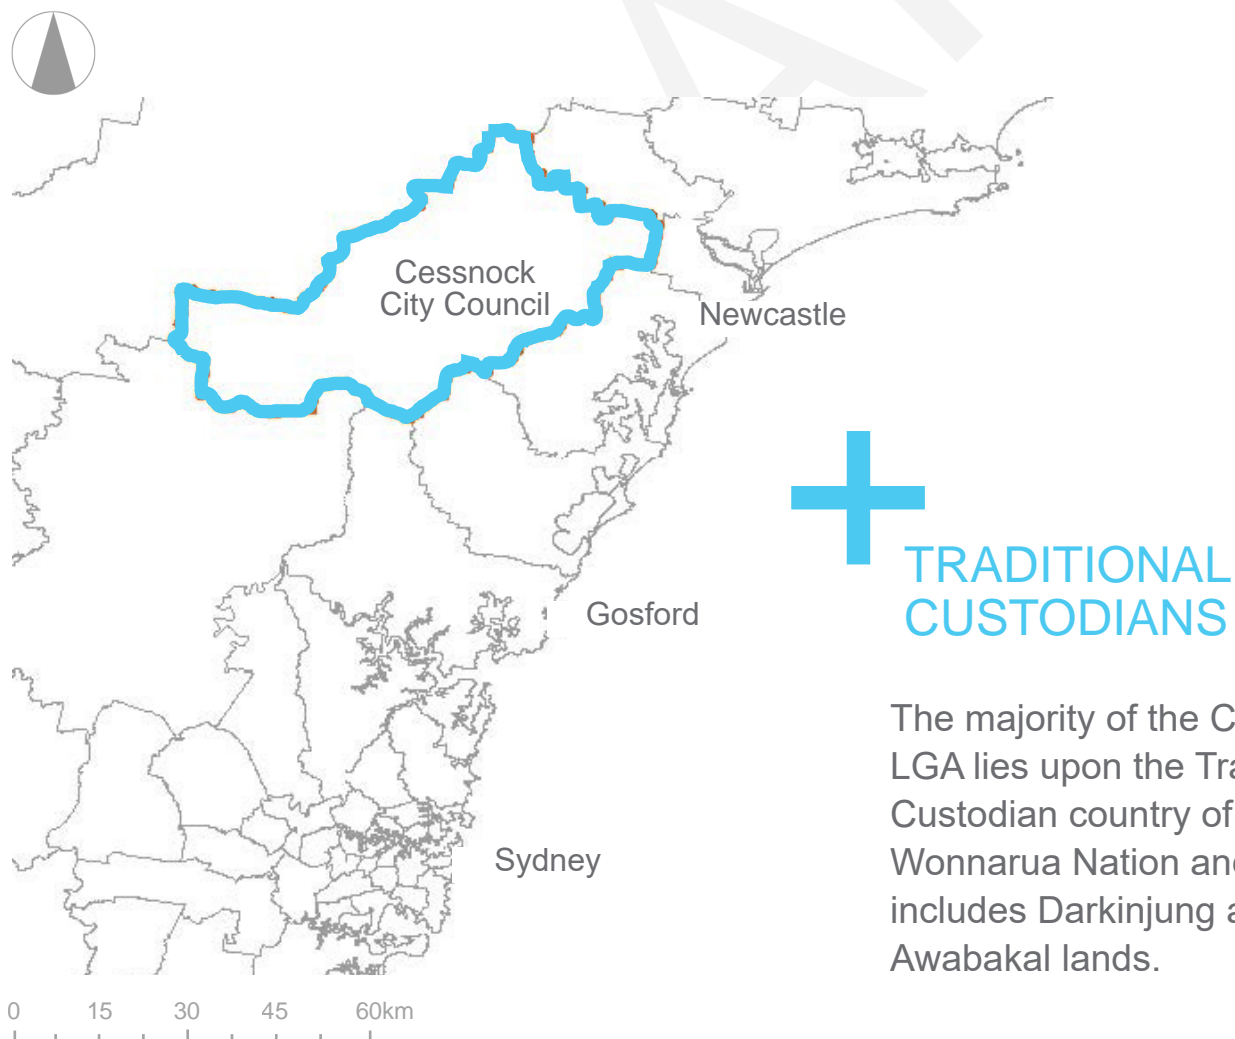 Cessnock
City Council
Newcastle
Gosford
Sydney
0 15 30 45 60km
TRADITIONAL
CUSTODIANS
The majority of the
LGA lies upon the
Custodian country of
Wonnarua Nation
includes Darkinjung
Awabakal lands.